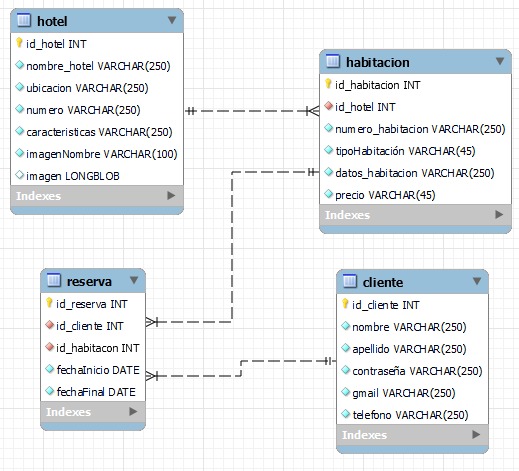 hotel
id_hotel INT
nombre_hotel VARCHAR(250)
ubicacion VARCHAR(250)
numero VARCHAR(250)
caracteristicas VARCHAR(250)
imagenNombre VARCHAR(100)
imagen LONGBLOB
Indexes
habitacion
id_habitacion INT
id_hotel INT
numero_habitacion VARCHAR(250)
tipoHabitación VARCHAR(45)
datos_habitacion VARCHAR(250)
precio VARCHAR(45)
Indexes
reserva
id_reserva INT
id_cliente INT
id_habitacon INT
fechaInicio DATE
fechaFinal DATE
Indexes
cliente
id_cliente INT
nombre VARCHAR(250)
apellido VARCHAR(250)
contraseña VARCHAR(250)
gmail VARCHAR(250)
telefono VARCHAR(250)
Indexes